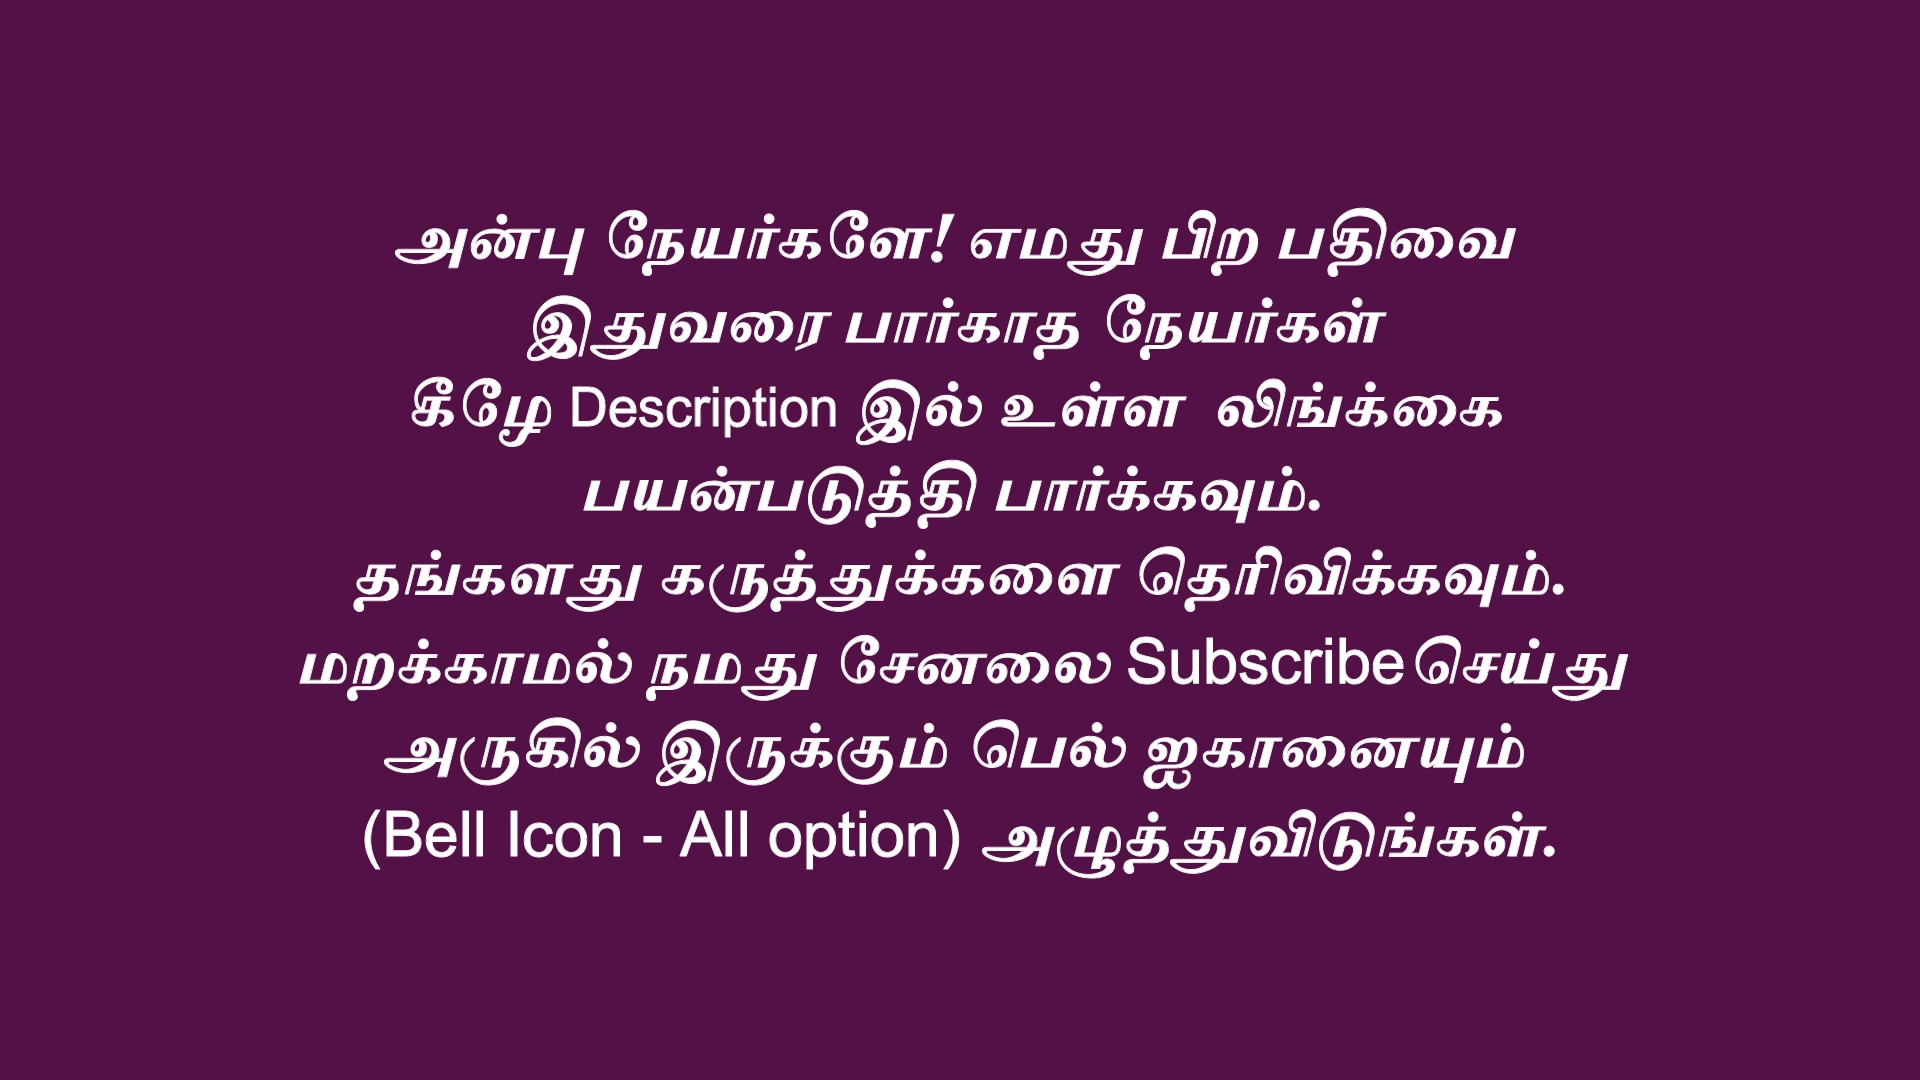 அன்பு நேயர்களே! எமது பிற பதிவை
இதுவரை பார்காத நேயர்கள்
கீழே Description இல் உள்ள லிங்க்கை
பயன்படுத்தி பார்க்கவும்.
தங்களது கருத்துக்களை தெரிவிக்கவும்.
மறக்காமல் நமது சேனலை Subscribe செய்து
அருகில் இருக்கும் பெல் ஐகானையும்
(Bell Icon - All option) அழுத்துவிடுங்கள்.